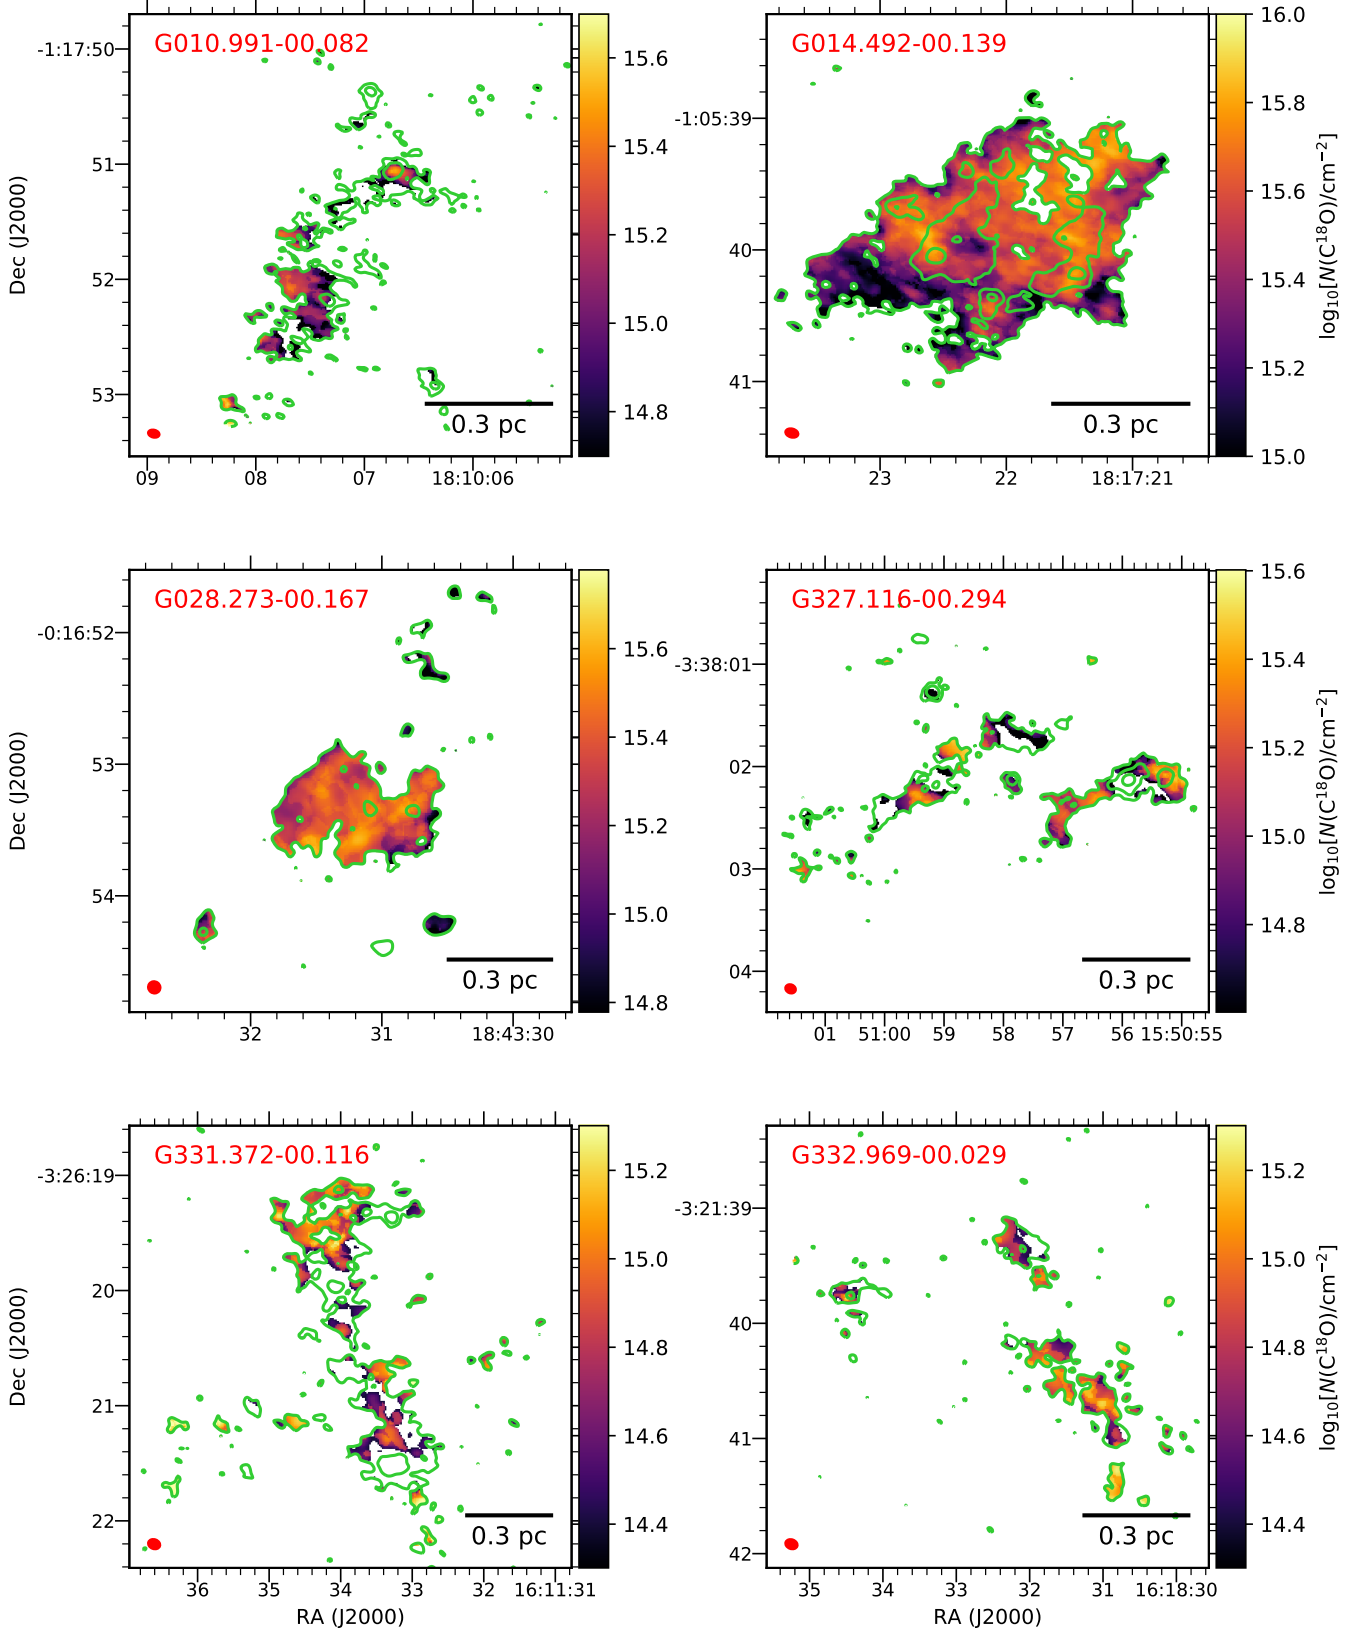 G010.991-00.082
-1:17:50
51
52
53
Dec (J2000)
0.3 pc
09 08 07 18:10:06
15.6
15.4
15.2
15.0
14.8
G014.492-00.139
-1:05:39
40
41
0.3 pc
23 22 18:17:21
16.0
15.8
15.6
15.4
15.2
15.0
log₁₀[N(C¹⁸O)/cm⁻²]
G028.273-00.167
-0:16:52
53
54
Dec (J2000)
0.3 pc
32 31 18:43:30
15.6
15.4
15.2
15.0
14.8
G327.116-00.294
-3:38:01
02
03
04
0.3 pc
01 51:00 59 58 57 56 15:50:55
15.6
15.4
15.2
15.0
14.8
log₁₀[N(C¹⁸O)/cm⁻²]
G331.372-00.116
-3:26:19
20
21
22
Dec (J2000)
0.3 pc
36 35 34 33 32 16:11:31
RA (J2000)
15.2
15.0
14.8
14.6
14.4
G332.969-00.029
-3:21:39
40
41
42
0.3 pc
35 34 33 32 31 16:18:30
RA (J2000)
15.2
15.0
14.8
14.6
14.4
log₁₀[N(C¹⁸O)/cm⁻²]